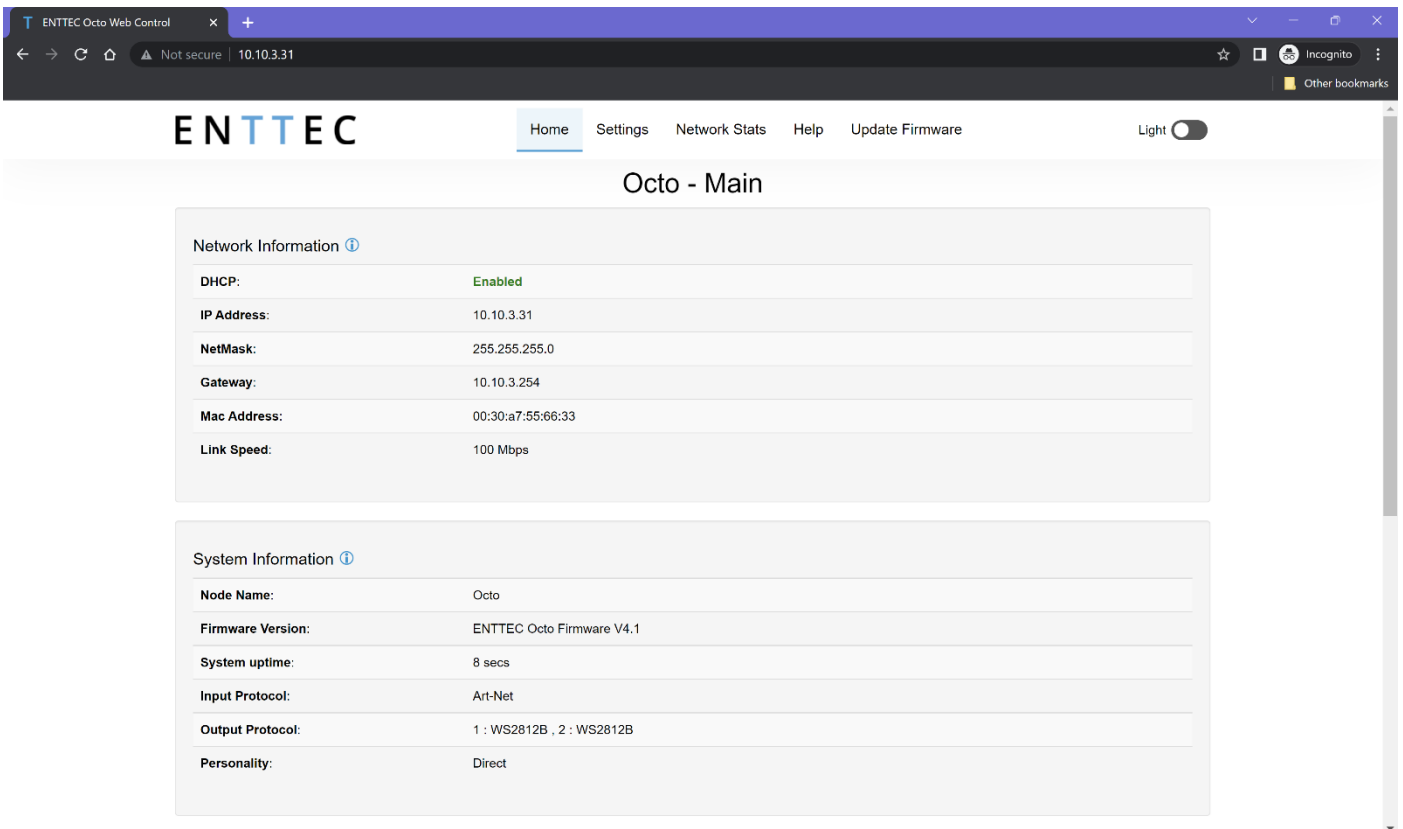 ENTTEC Octo Web Control
Not secure 10.10.3.31
Incognito
Other bookmarks
ENTTEC
Home Settings Network Stats Help Update Firmware Light
Octo - Main
Network Information
DHCP: Enabled
IP Address: 10.10.3.31
NetMask: 255.255.255.0
Gateway: 10.10.3.254
Mac Address: 00:30:a7:55:66:33
Link Speed: 100 Mbps
System Information
Node Name: Octo
Firmware Version: ENTTEC Octo Firmware V4.1
System uptime: 8 secs
Input Protocol: Art-Net
Output Protocol: 1 : WS2812B , 2 : WS2812B
Personality: Direct